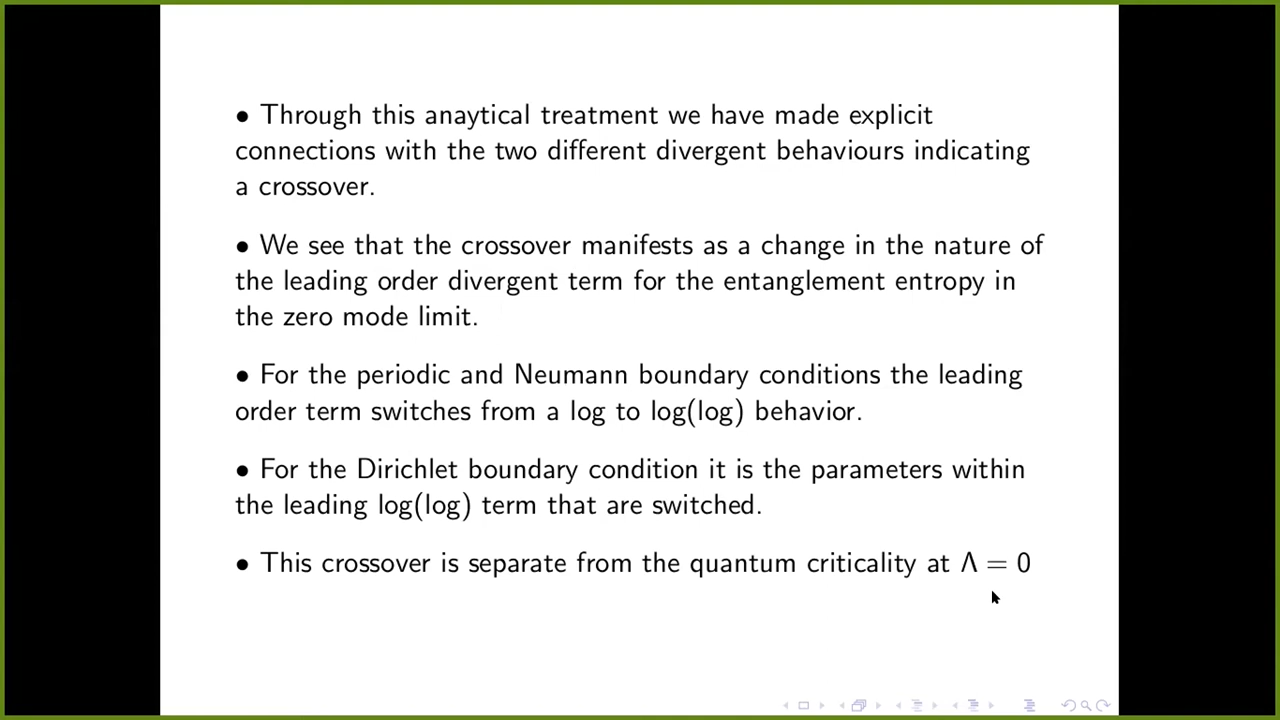 • Through this anaytical treatment we have made explicit
connections with the two different divergent behaviours indicating
a crossover.
• We see that the crossover manifests as a change in the nature of
the leading order divergent term for the entanglement entropy in
the zero mode limit.
• For the periodic and Neumann boundary conditions the leading
order term switches from a log to log(log) behavior.
• For the Dirichlet boundary condition it is the parameters within
the leading log(log) term that are switched.
• This crossover is separate from the quantum criticality at Λ = 0